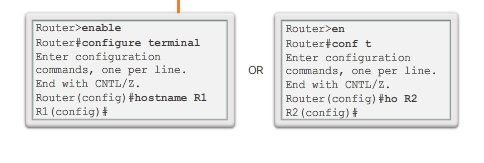 Router>enable
Router#configure terminal
Enter configuration
commands, one per line.
End with CNTL/Z.
Router(config)#hostname R1
R1(config)#
OR
Router>en
Router#conf t
Enter configuration
commands, one per line.
End with CNTL/Z.
Router(config)#ho R2
R2(config)#